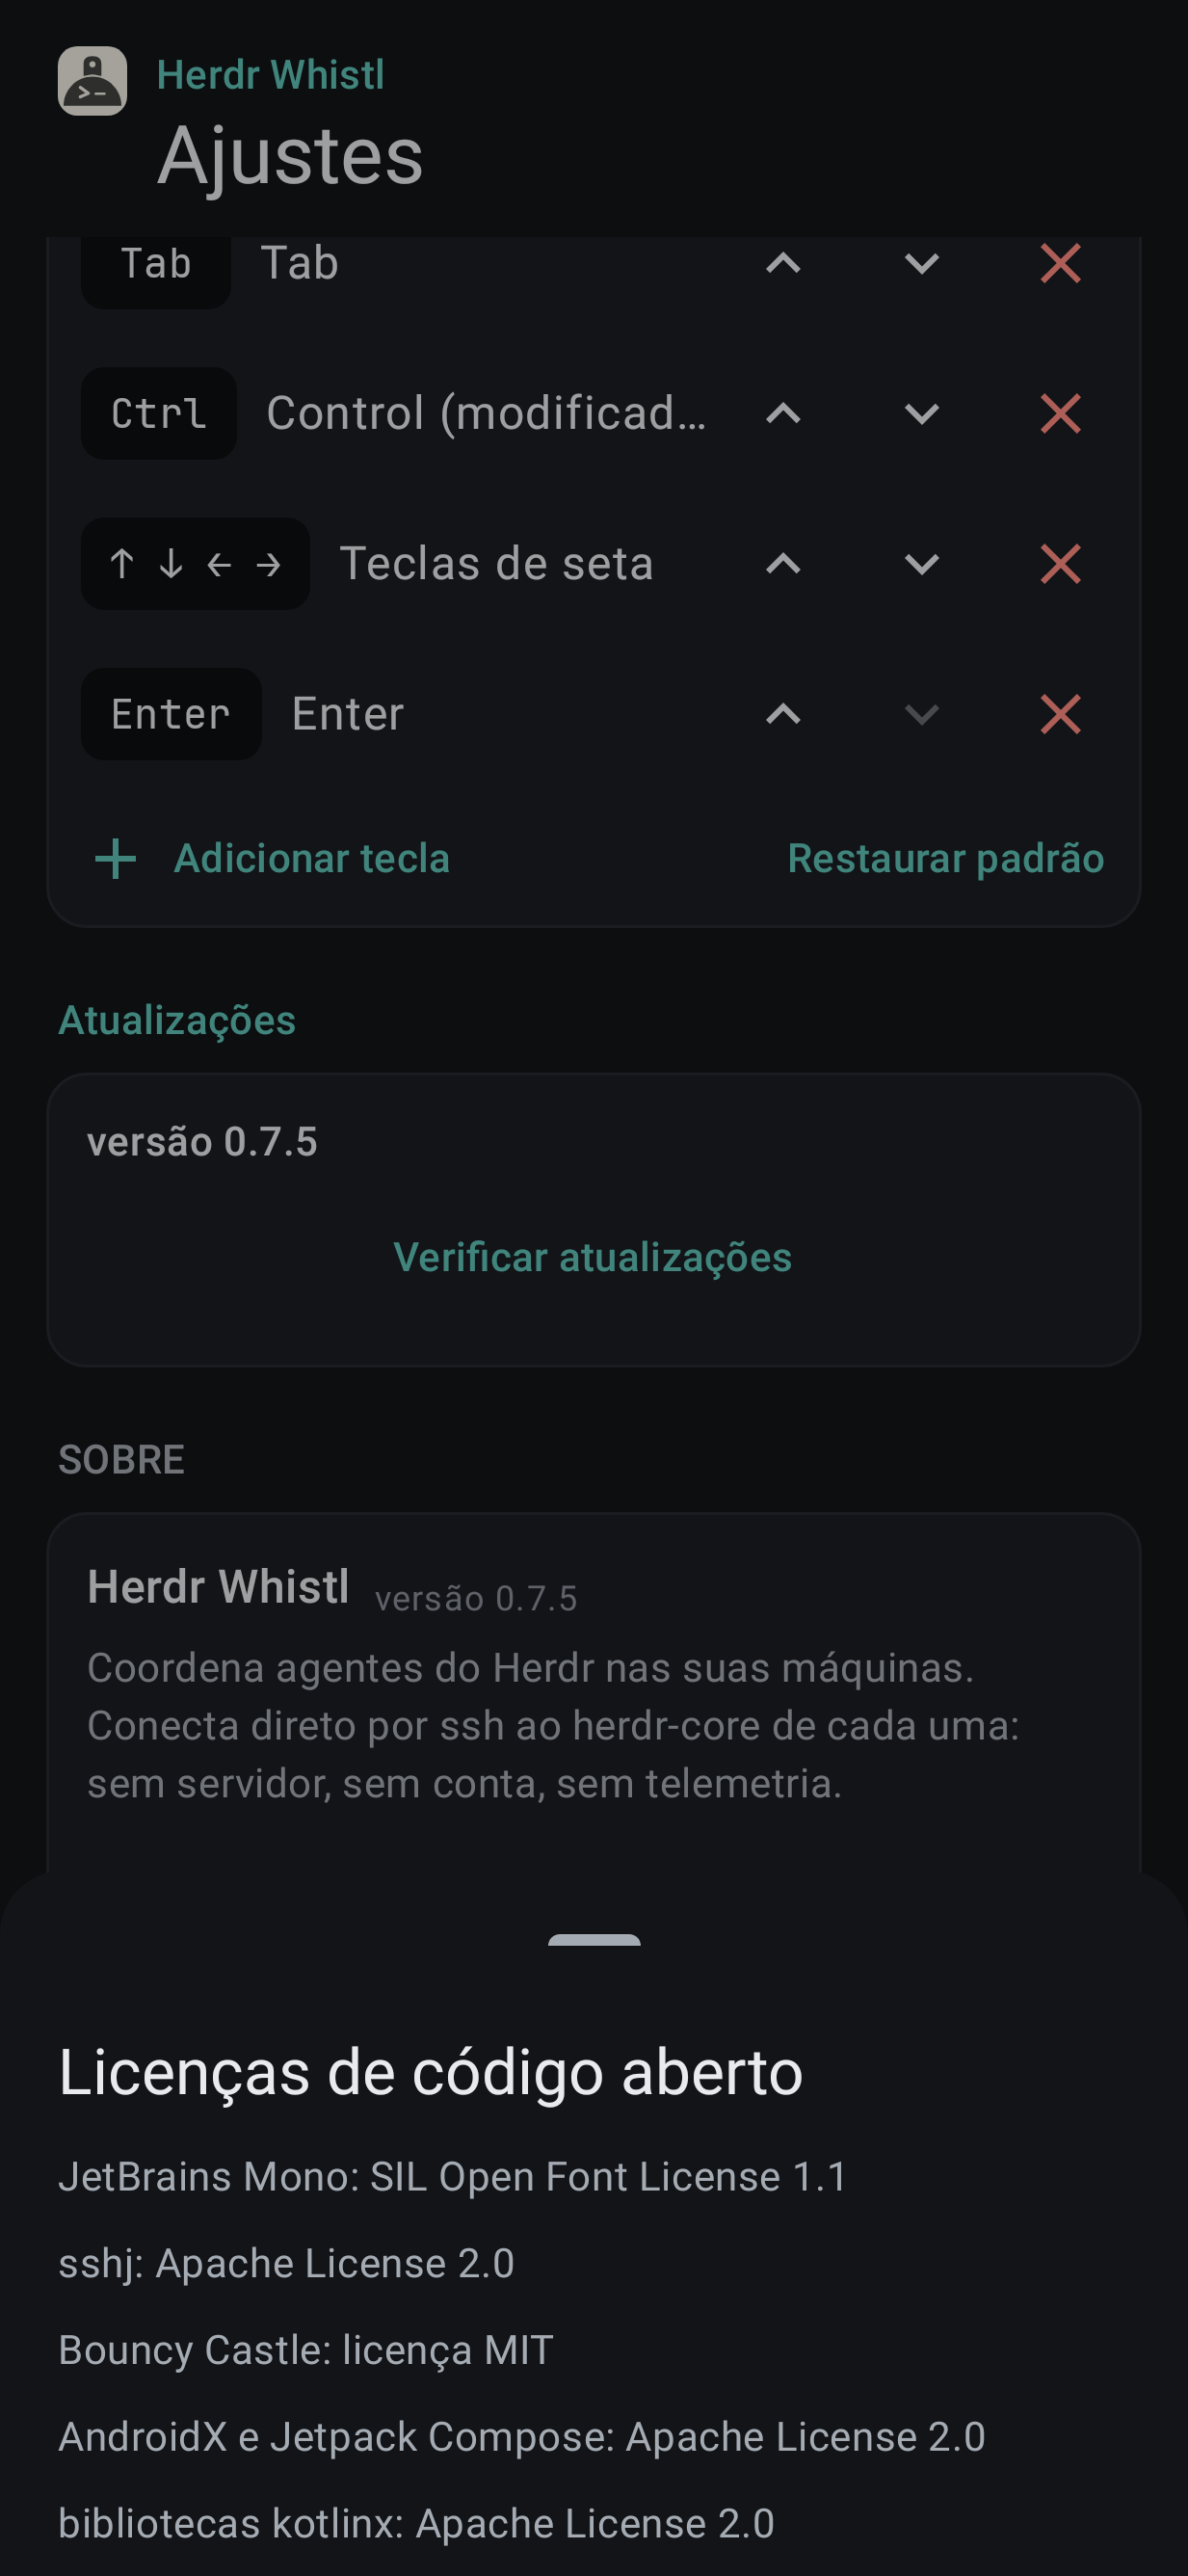 Herdr Whistl
Ajustes
Tab Tab
Ctrl Control (modificad...
↑ ↓ ← → Teclas de seta
Enter Enter
+ Adicionar tecla Restaurar padrão
Atualizações
versão 0.7.5
Verificar atualizações
SOBRE
Herdr Whistl versão 0.7.5
Coordena agentes do Herdr nas suas máquinas.
Conecta direto por ssh ao herdr-core de cada uma:
sem servidor, sem conta, sem telemetria.
Licenças de código aberto
JetBrains Mono: SIL Open Font License 1.1
sshj: Apache License 2.0
Bouncy Castle: licença MIT
AndroidX e Jetpack Compose: Apache License 2.0
bibliotecas kotlinx: Apache License 2.0